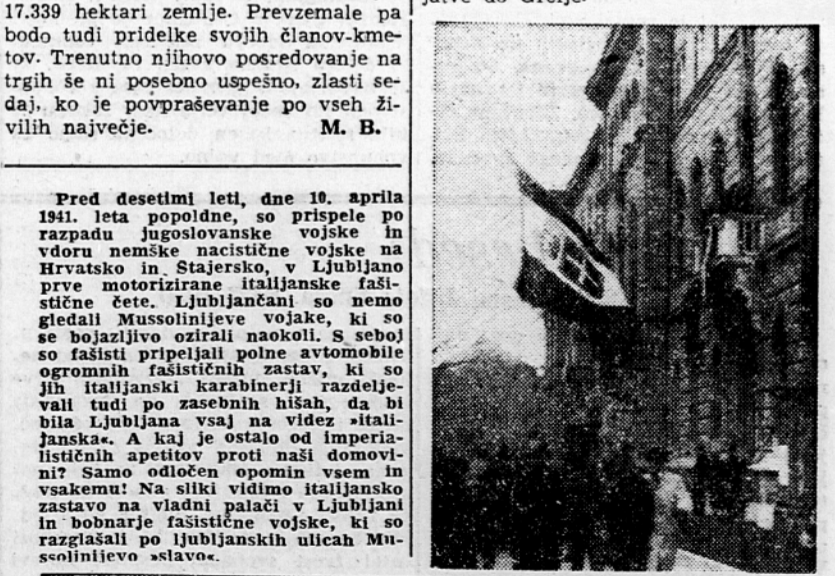 17.339 hektari zemlje. Prevzemale pa
bodo tudi pridelke svojih članov-kme-
tov. Trenutno njihovo posredovanje na
trgih še ni posebno uspešno, zlasti se-
daj, ko je povpraševanje po vseh ži-
vilih največje. M. B.
Pred desetimi leti, dne 10. aprila
1941. leta popoldne, so prispele po
razpadu jugoslovanske vojske in
vdoru nemške nacistične vojske na
Hrvatsko in Stajersko, v Ljubljano
prve motorizirane italijanske faši-
stične čete. Ljubljančani so nemo
gledali Mussolinijeve vojake, ki so
se bojazljivo ozirali naokoli. S seboj
so fašisti pripeljali polne avtomobile
ogromnih fašističnih zastav, ki so
jih italijanski karabinerji razdelje-
vali tudi po zasebnih hišah, da bi
bila Ljubljana vsaj na videz »itali-
janska«. A kaj je ostalo od imperia-
lističnih apetitov proti naši domovi-
ni? Samo odločen opomin vsem in
vsakemu! Na sliki vidimo italijansko
zastavo na vladni palači v Ljubljani
in bobnarje fašistične vojske, ki so
razglašali po ljubljanskih ulicah Mu-
ssolinijevo »slavo«.